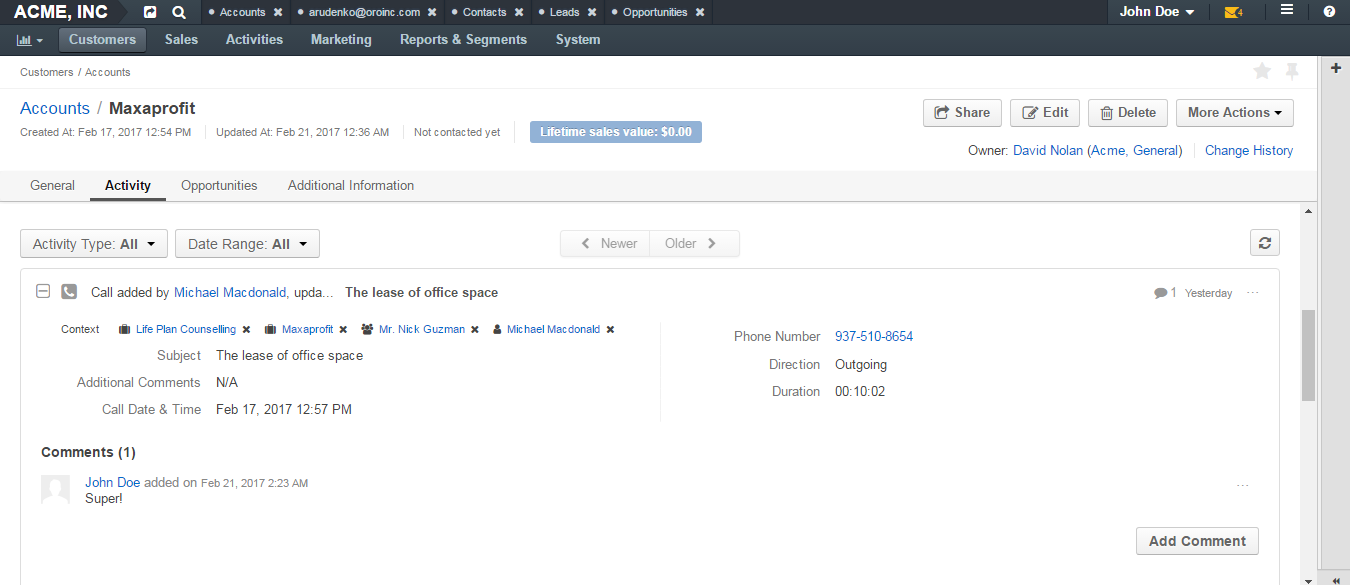 ACME, INC Accounts arudenko@oroinc.com Contacts Leads Opportunities John Doe 4
Customers Sales Activities Marketing Reports & Segments System
Customers / Accounts
Accounts / Maxaprofit Share Edit Delete More Actions
Created At: Feb 17, 2017 12:54 PM Updated At: Feb 21, 2017 12:36 AM Not contacted yet Lifetime sales value: $0.00
Owner: David Nolan (Acme, General) Change History
General Activity Opportunities Additional Information
Activity Type: All Date Range: All Newer Older
Call added by Michael Macdonald, upda... The lease of office space 1 Yesterday ...
Context Life Plan Counselling Maxaprofit Mr. Nick Guzman Michael Macdonald
Phone Number 937-510-8654
Subject The lease of office space
Direction Outgoing
Additional Comments N/A
Duration 00:10:02
Call Date & Time Feb 17, 2017 12:57 PM
Comments (1)
John Doe added on Feb 21, 2017 2:23 AM ...
Super!
Add Comment